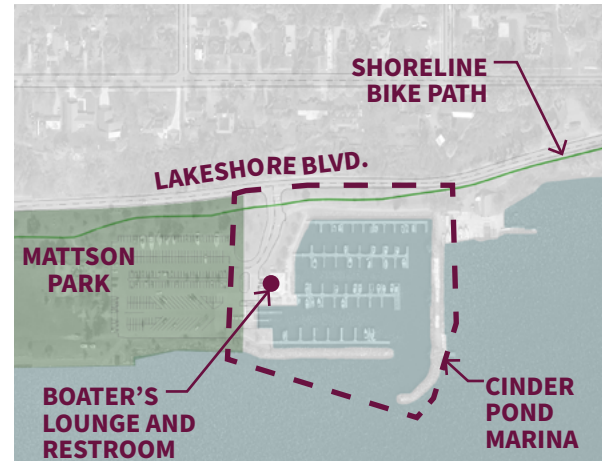 SHORELINE
BIKE PATH
LAKESHORE BLVD.
MATTSON
PARK
BOATER’S
LOUNGE AND
RESTROOM
CINDER
POND
MARINA